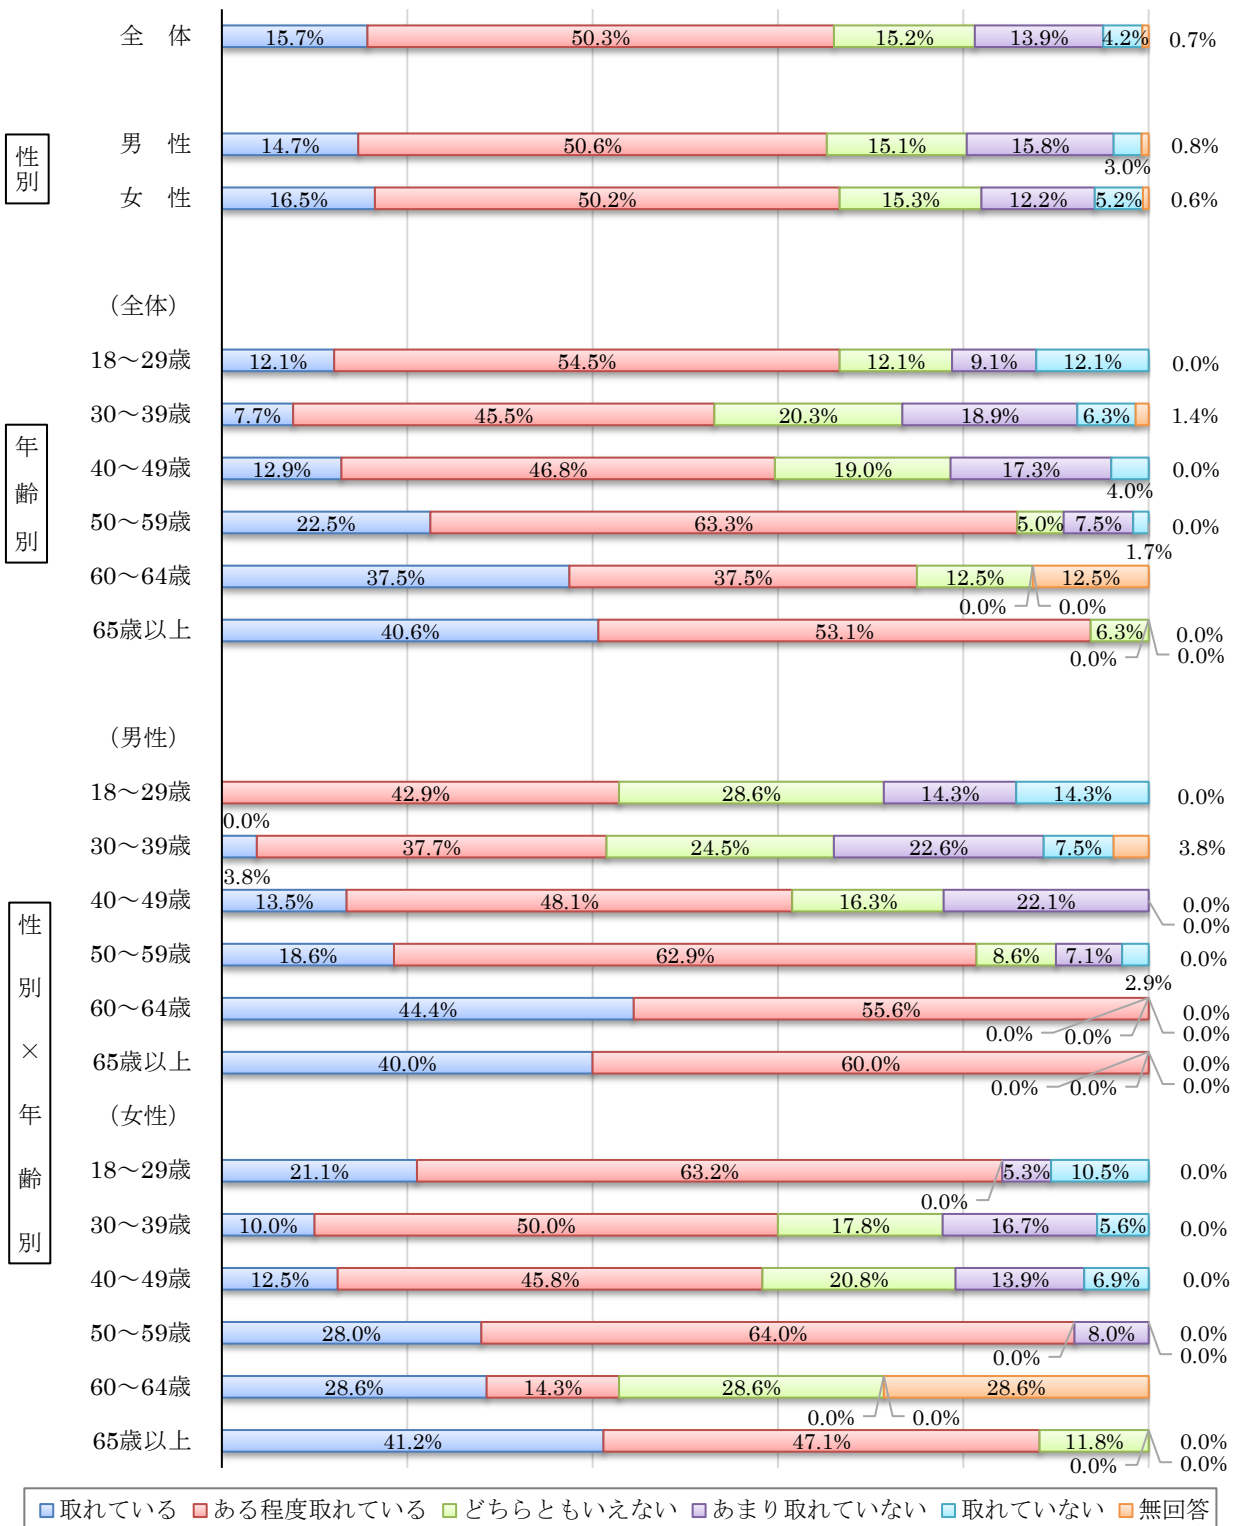 全 体 15.7% 50.3% 15.2% 13.9% 4.2% 0.7%
性別
男 性 14.7% 50.6% 15.1% 15.8% 3.0% 0.8%
女 性 16.5% 50.2% 15.3% 12.2% 5.2% 0.6%
年齢別
（全体）
18～29歳 12.1% 54.5% 12.1% 9.1% 12.1% 0.0%
30～39歳 7.7% 45.5% 20.3% 18.9% 6.3% 1.4%
40～49歳 12.9% 46.8% 19.0% 17.3% 4.0% 0.0%
50～59歳 22.5% 63.3% 5.0% 7.5% 1.7% 0.0%
60～64歳 37.5% 37.5% 12.5% 0.0% 0.0% 12.5%
65歳以上 40.6% 53.1% 6.3% 0.0% 0.0% 0.0%
性別×年齢別
（男性）
18～29歳 0.0% 42.9% 28.6% 14.3% 14.3% 0.0%
30～39歳 3.8% 37.7% 24.5% 22.6% 7.5% 3.8%
40～49歳 13.5% 48.1% 16.3% 22.1% 0.0% 0.0%
50～59歳 18.6% 62.9% 8.6% 7.1% 2.9% 0.0%
60～64歳 44.4% 55.6% 0.0% 0.0% 0.0% 0.0%
65歳以上 40.0% 60.0% 0.0% 0.0% 0.0% 0.0%
（女性）
18～29歳 21.1% 63.2% 0.0% 5.3% 10.5% 0.0%
30～39歳 10.0% 50.0% 17.8% 16.7% 5.6% 0.0%
40～49歳 12.5% 45.8% 20.8% 13.9% 6.9% 0.0%
50～59歳 28.0% 64.0% 0.0% 8.0% 0.0% 0.0%
60～64歳 28.6% 14.3% 28.6% 0.0% 0.0% 28.6%
65歳以上 41.2% 47.1% 11.8% 0.0% 0.0% 0.0%
取れている ある程度取れている どちらともいえない あまり取れていない 取れていない 無回答